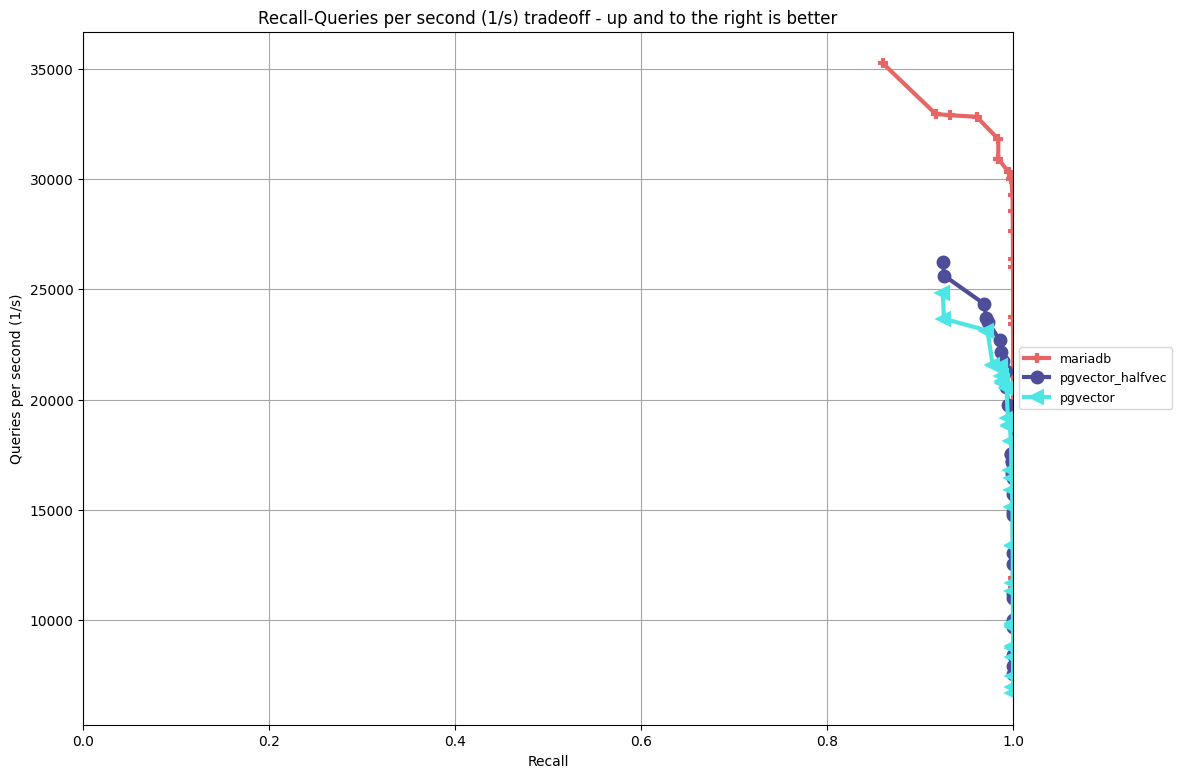 Recall-Queries per second (1/s) tradeoff - up and to the right is better
Queries per second (1/s)
35000
30000
25000
20000
15000
10000
0.0
0.2
0.4
0.6
0.8
1.0
Recall
mariadb
pgvector_halfvec
pgvector